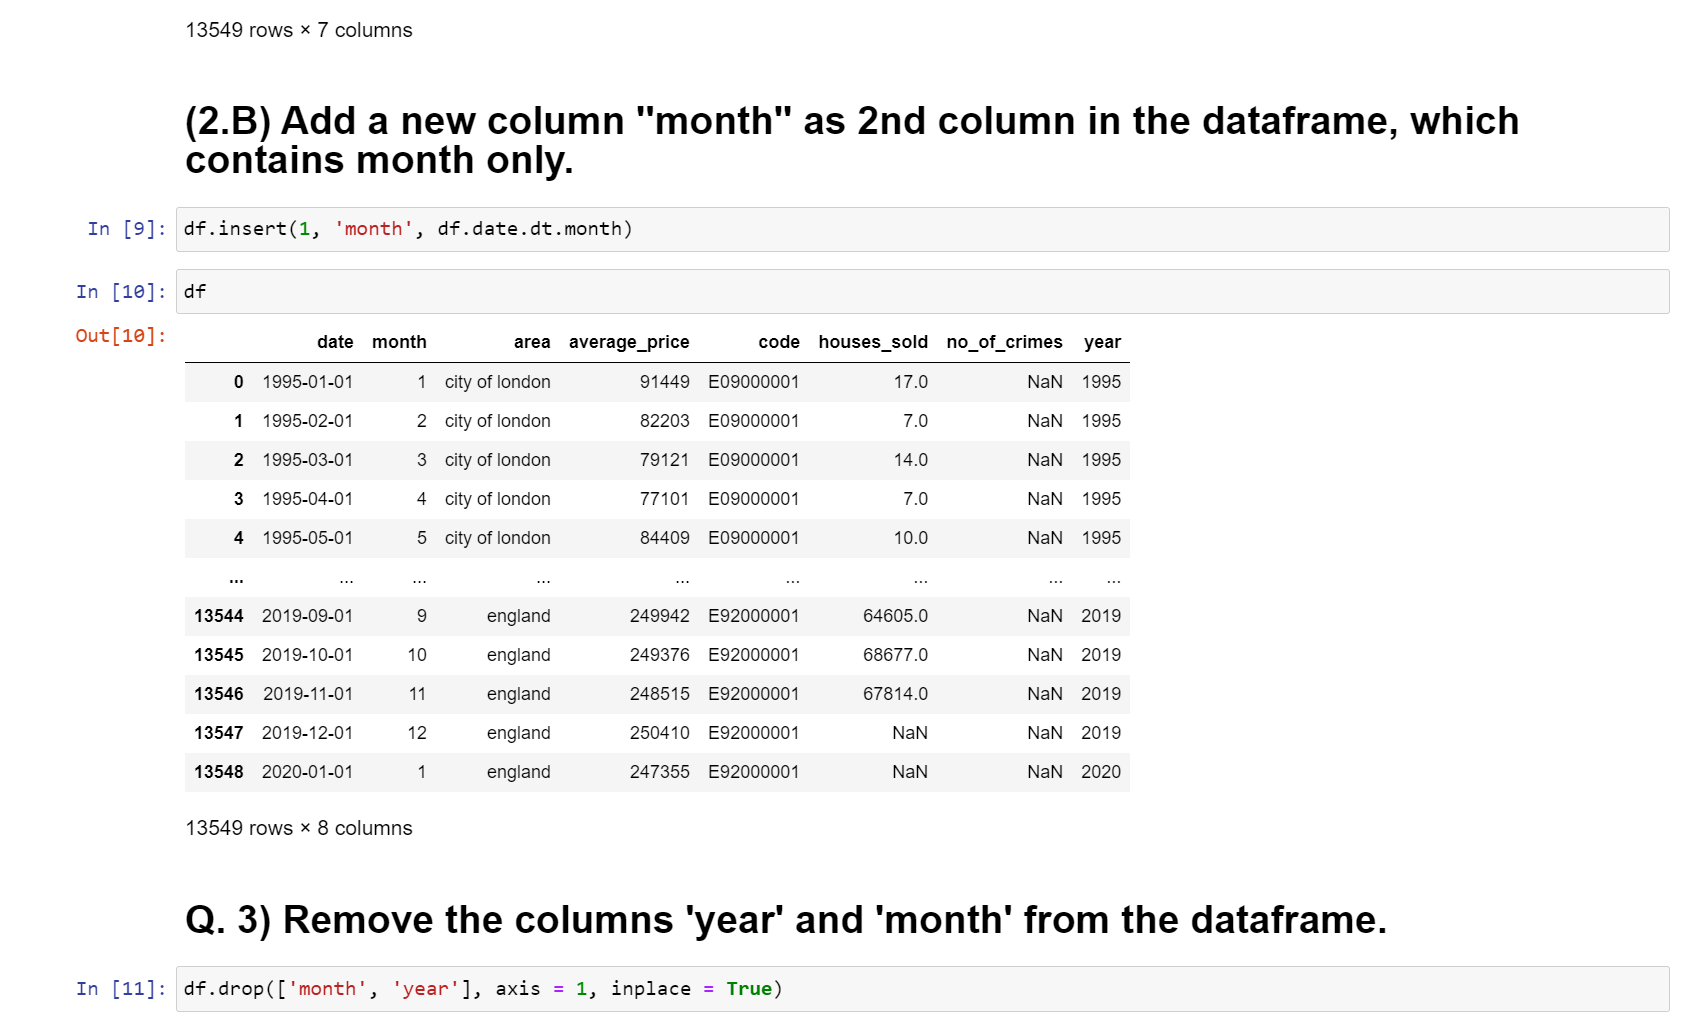 13549 rows × 7 columns
(2.B) Add a new column "month" as 2nd column in the dataframe, which
contains month only.
In [9]: df.insert(1, 'month', df.date.dt.month)
In [10]: df
Out[10]:
date month area average_price code houses_sold no_of_crimes year
0 1995-01-01 1 city of london 91449 E09000001 17.0 NaN 1995
1 1995-02-01 2 city of london 82203 E09000001 7.0 NaN 1995
2 1995-03-01 3 city of london 79121 E09000001 14.0 NaN 1995
3 1995-04-01 4 city of london 77101 E09000001 7.0 NaN 1995
4 1995-05-01 5 city of london 84409 E09000001 10.0 NaN 1995
... ... ... ... ... ... ... ... ...
13544 2019-09-01 9 england 249942 E92000001 64605.0 NaN 2019
13545 2019-10-01 10 england 249376 E92000001 68677.0 NaN 2019
13546 2019-11-01 11 england 248515 E92000001 67814.0 NaN 2019
13547 2019-12-01 12 england 250410 E92000001 NaN NaN 2019
13548 2020-01-01 1 england 247355 E92000001 NaN NaN 2020
13549 rows × 8 columns
Q. 3) Remove the columns 'year' and 'month' from the dataframe.
In [11]: df.drop(['month', 'year'], axis = 1, inplace = True)